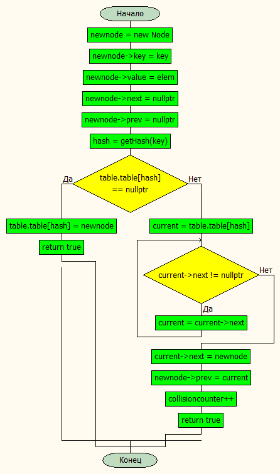 Начало
newnode = new Node
newnode->key = key
newnode->value = elem
newnode->next = nullptr
newnode->prev = nullptr
hash = getHash(key)
Да
table.table[hash]
== nullptr
Нет
table.table[hash] = newnode
return true
current = table.table[hash]
current->next != nullptr
Нет
Да
current = current->next
current->next = newnode
newnode->prev = current
collisioncounter++
return true
Конец